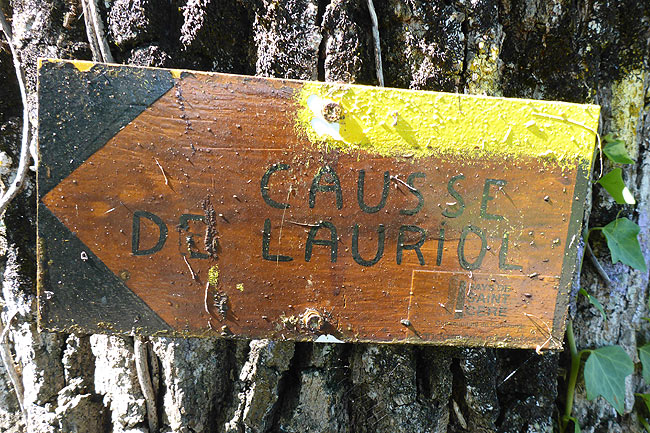 CAUSSE
DE LAURIOL
PAYS DE
SAINT
CERE